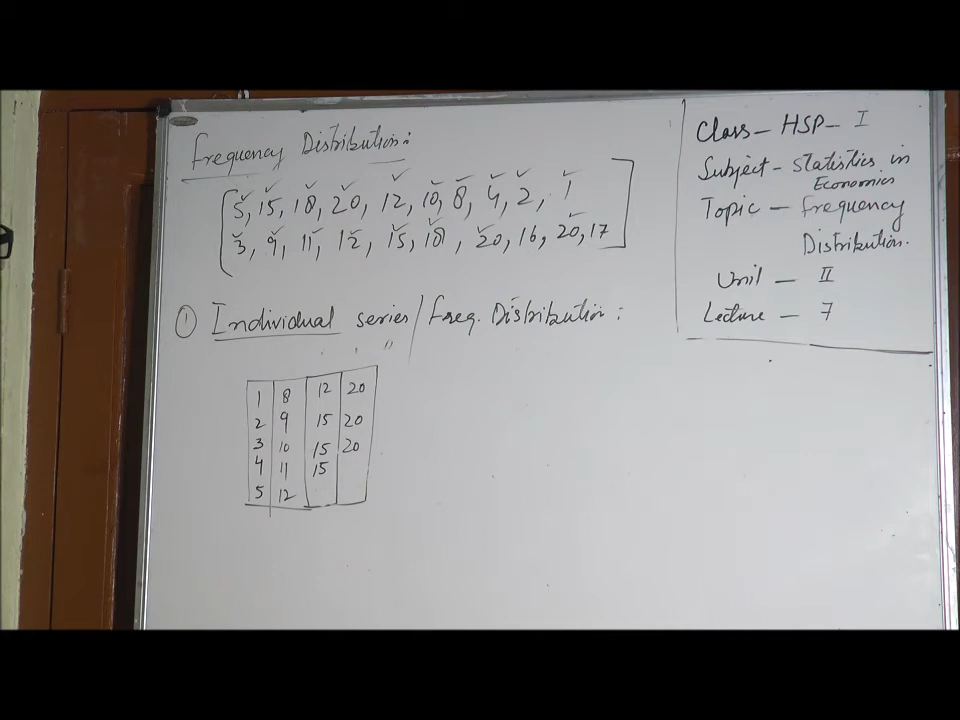 Frequency Distribution:
5, 15, 18, 20, 12, 10, 8, 4, 2, 1
3, 9, 11, 12, 15, 18, 20, 16, 20, 17
① Individual series/Freq. Distribution:
1 8 12 20
2 9 15 20
3 10 15 20
4 11 15
5 12
Class - HSP - I
Subject - Statistics in
Economics
Topic - Frequency
Distribution.
Unit - II
Lecture - 7